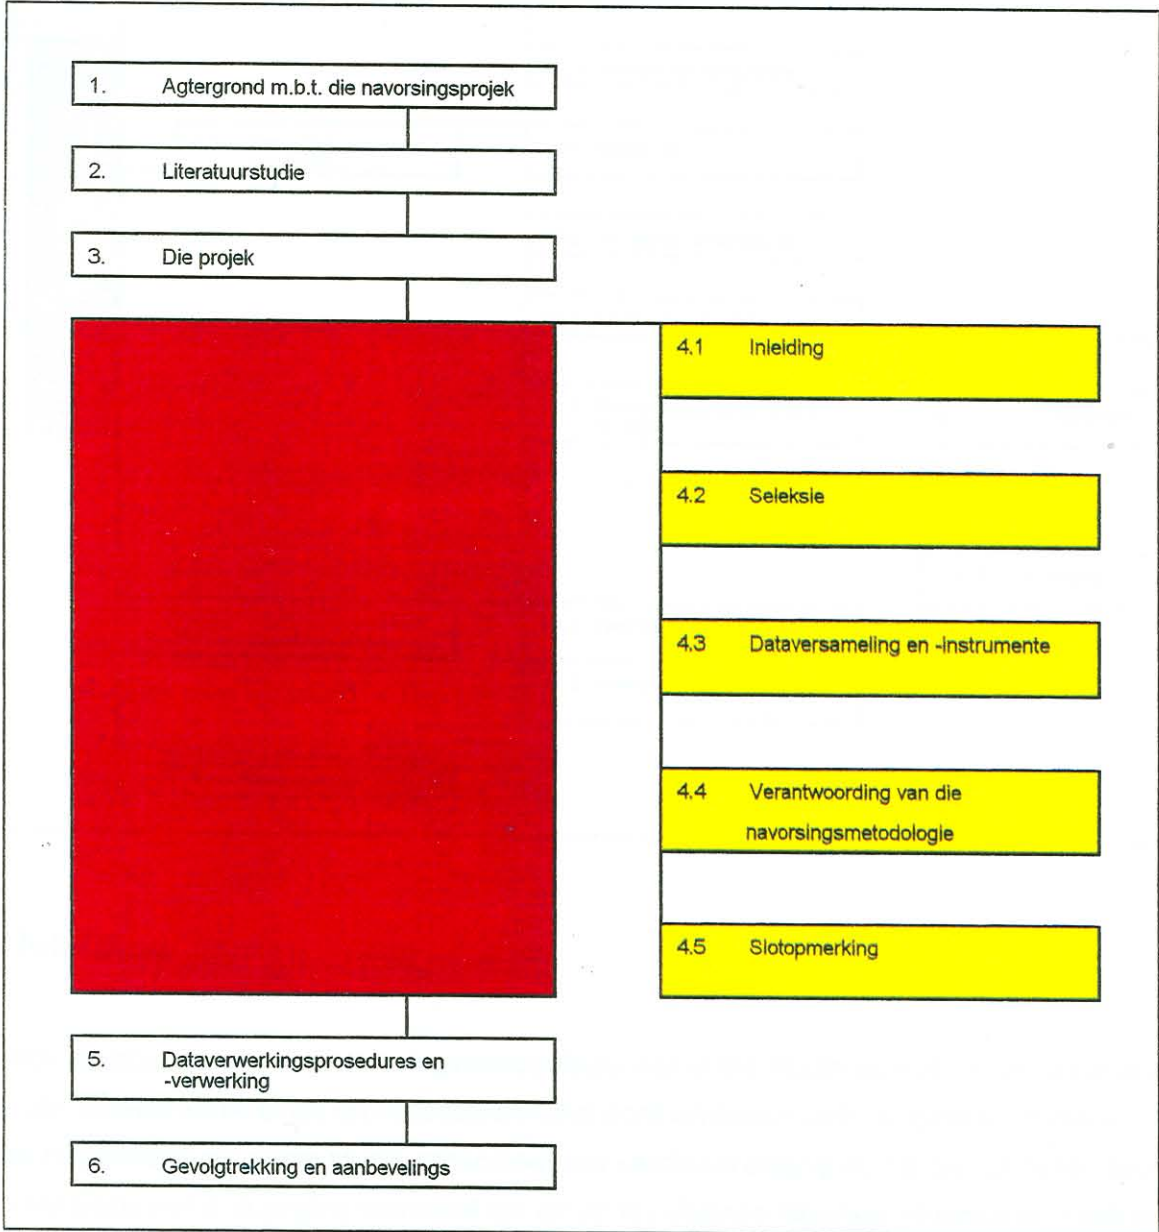 1. Agtergrond m.b.t. die navorsingsprojek
2. Literatuurstudie
3. Die projek
4.1 Inleiding
4.2 Seleksie
4.3 Dataversameling en -instrumente
4.4 Verantwoording van die
navorsingsmetodologie
4.5 Slotopmerking
5. Dataverwerkingsprosedures en
-verwerking
6. Gevolgtrekking en aanbevelings